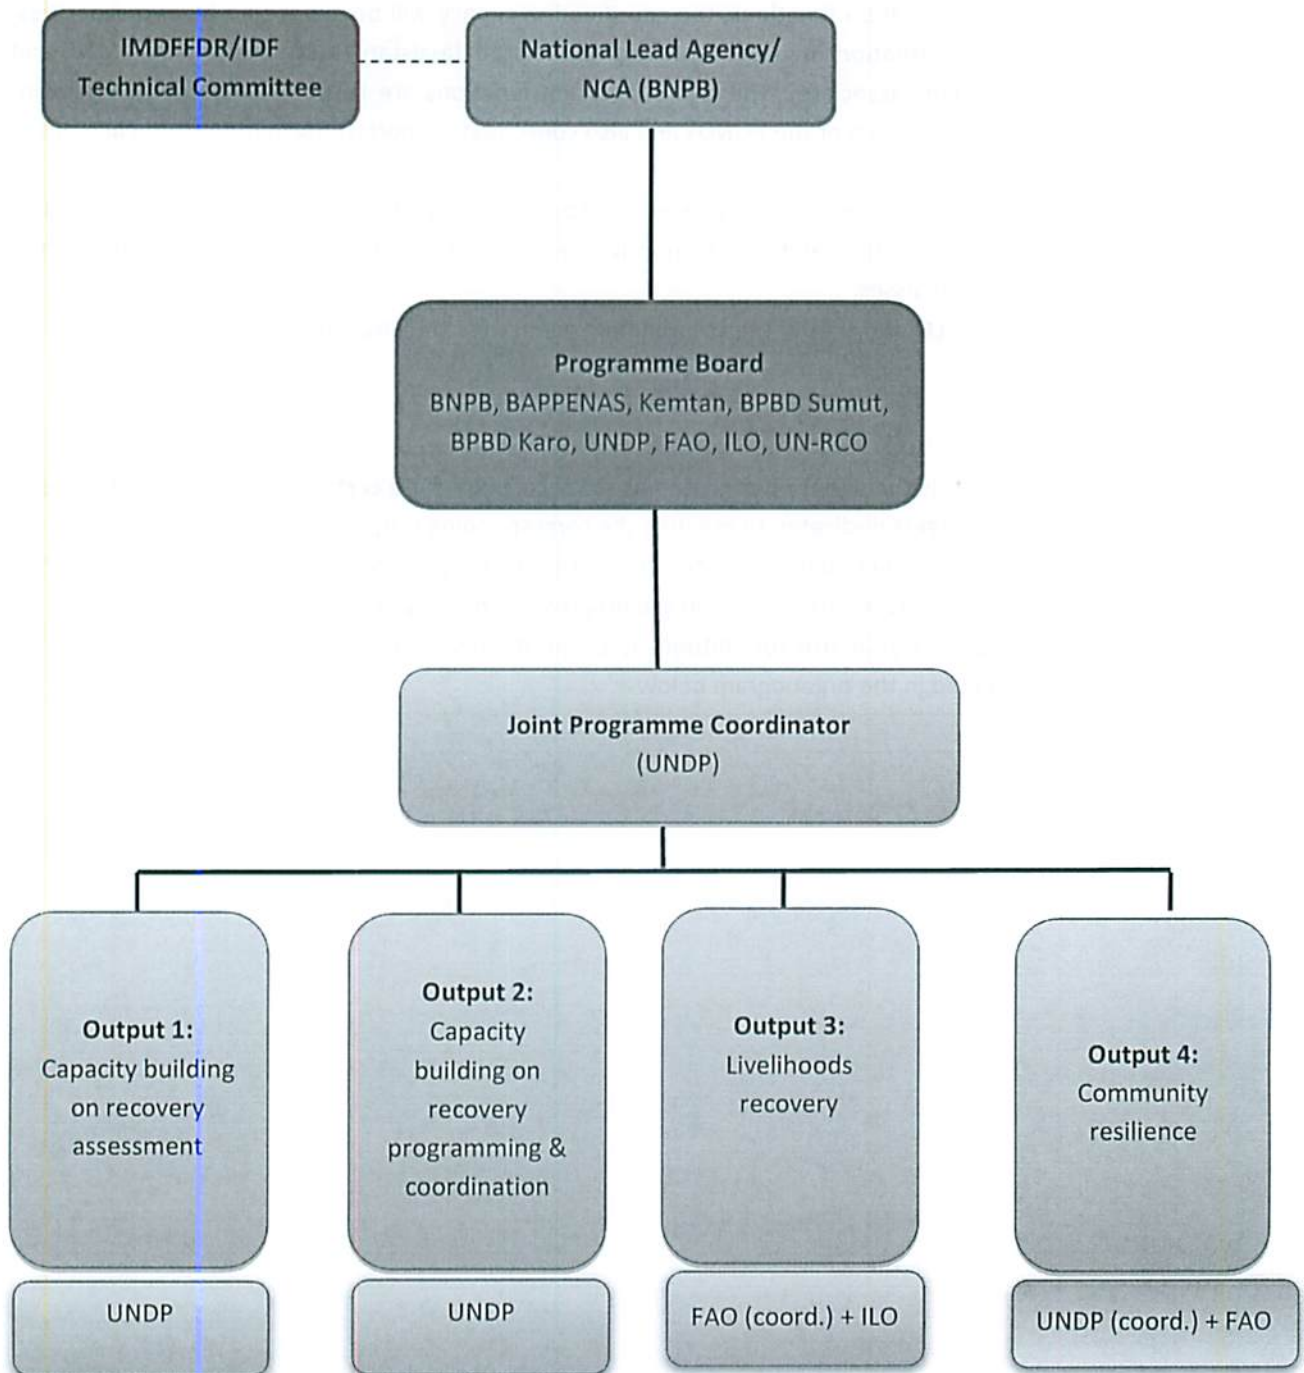 IMDFFDR/IDF
Technical Committee
National Lead Agency/
NCA (BNPB)
Programme Board
BNPB, BAPPENAS, Kemtan, BPBD Sumut,
BPBD Karo, UNDP, FAO, ILO, UN-RCO
Joint Programme Coordinator
(UNDP)
Output 1:
Capacity building
on recovery
assessment
Output 2:
Capacity
building on
recovery
programming &
coordination
Output 3:
Livelihoods
recovery
Output 4:
Community
resilience
UNDP
UNDP
FAO (coord.) + ILO
UNDP (coord.) + FAO